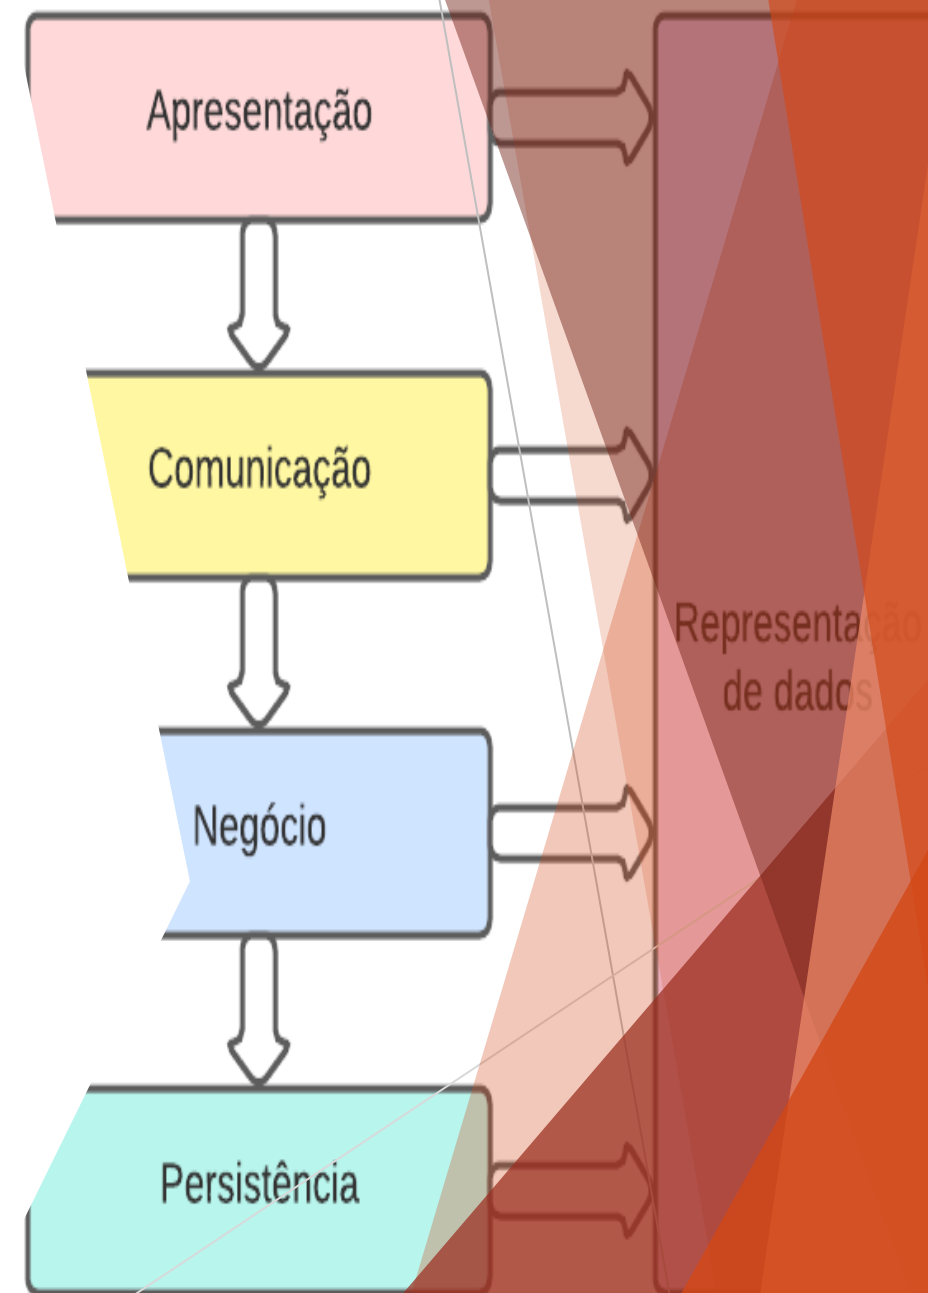 Apresentação
Comunicação
Negócio
Persistência
Representação
de dados